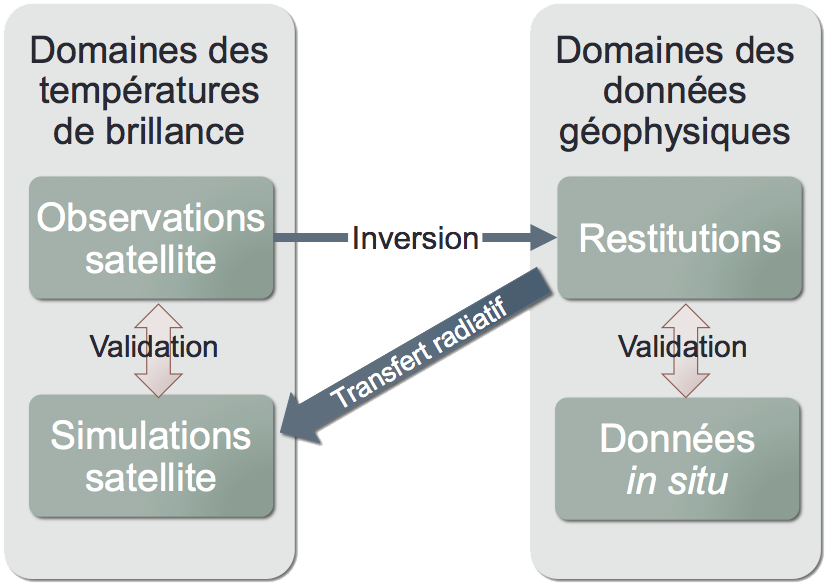 Domaines des
températures
de brillance
Observations
satellite
Validation
Simulations
satellite
Inversion
Transfert radiatif
Domaines des
données
géophysiques
Restitutions
Validation
Données
in situ